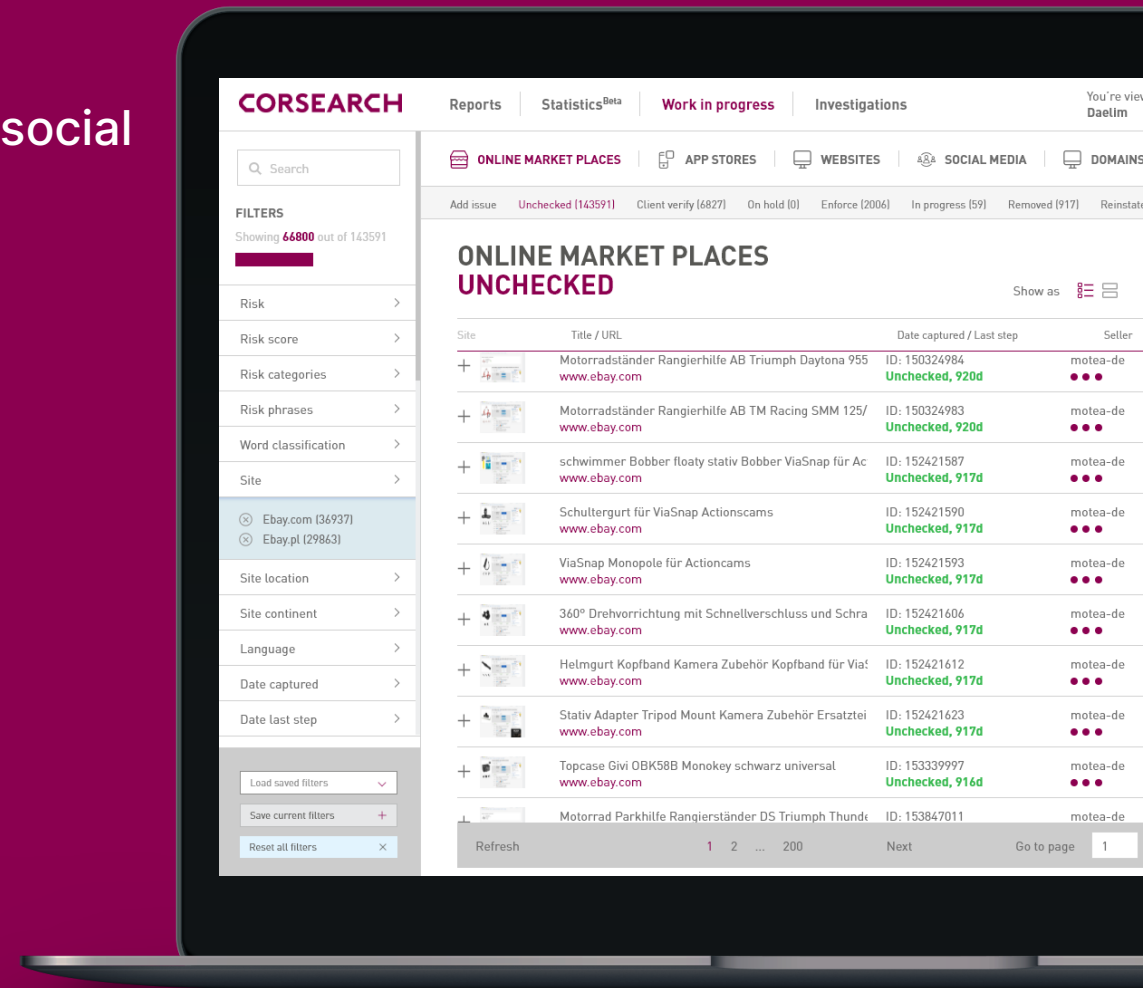 social
CORSEARCH
Reports
Statistics Beta
Work in progress
Investigations
You're view
Daelim
ONLINE MARKET PLACES
APP STORES
WEBSITES
SOCIAL MEDIA
DOMAINS
Add issue
Unchecked (143591)
Client verify (6827)
On hold (0)
Enforce (2006)
In progress (59)
Removed (917)
Reinstate
Search
FILTERS
Showing 66800 out of 143591
Risk
Risk score
Risk categories
Risk phrases
Word classification
Site
Ebay.com (36937)
Ebay.pl (29863)
Site location
Site continent
Language
Date captured
Date last step
Load saved filters
Save current filters
Reset all filters
ONLINE MARKET PLACES
UNCHECKED
Show as
Site Title / URL Date captured / Last step Seller
Motorradständer Rangierhilfe AB Triumph Daytona 955 ID: 150324984 motea-de
www.ebay.com Unchecked, 920d
Motorradständer Rangierhilfe AB TM Racing SMM 125/ ID: 150324983 motea-de
www.ebay.com Unchecked, 920d
schwimmer Bobber floaty stativ Bobber ViaSnap für Ac ID: 152421587 motea-de
www.ebay.com Unchecked, 917d
Schultergurt für ViaSnap Actionscams ID: 152421590 motea-de
www.ebay.com Unchecked, 917d
ViaSnap Monopole für Actioncams ID: 152421593 motea-de
www.ebay.com Unchecked, 917d
360° Drehvorrichtung mit Schnellverschluss und Schra ID: 152421606 motea-de
www.ebay.com Unchecked, 917d
Helmgurt Kopfband Kamera Zubehör Kopfband für Via ID: 152421612 motea-de
www.ebay.com Unchecked, 917d
Stativ Adapter Tripod Mount Kamera Zubehör Ersatztei ID: 152421623 motea-de
www.ebay.com Unchecked, 917d
Topcase Givi OBK58B Monokey schwarz universal ID: 153339997 motea-de
www.ebay.com Unchecked, 916d
Motorrad Parkhilfe Rangierständer DS Triumph Thunde ID: 153847011 motea-de
Refresh 1 2 ... 200 Next Go to page 1